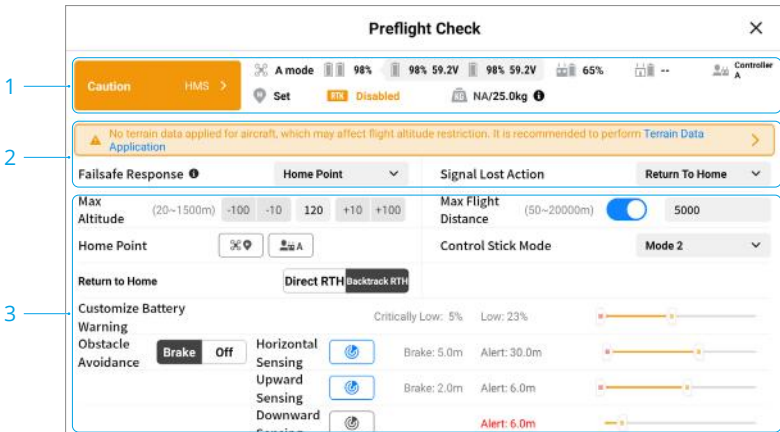 Preflight Check
1
2
3
Caution HMS
A mode 98% 98% 59.2V 98% 59.2V 65% -- Controller A
Set RTK Disabled KG NA/25.0kg
No terrain data applied for aircraft, which may affect flight altitude restriction. It is recommended to perform Terrain Data
Application
Failsafe Response Home Point Signal Lost Action Return To Home
Max Altitude (20~1500m) -100 -10 120 +10 +100 Max Flight Distance (50~20000m) 5000
Home Point A Control Stick Mode Mode 2
Return to Home Direct RTH Backtrack RTH
Customize Battery Warning Critically Low: 5% Low: 23%
Obstacle Avoidance Brake Off Horizontal Sensing Brake: 5.0m Alert: 30.0m
Upward Sensing Brake: 2.0m Alert: 6.0m
Downward Alert: 6.0m